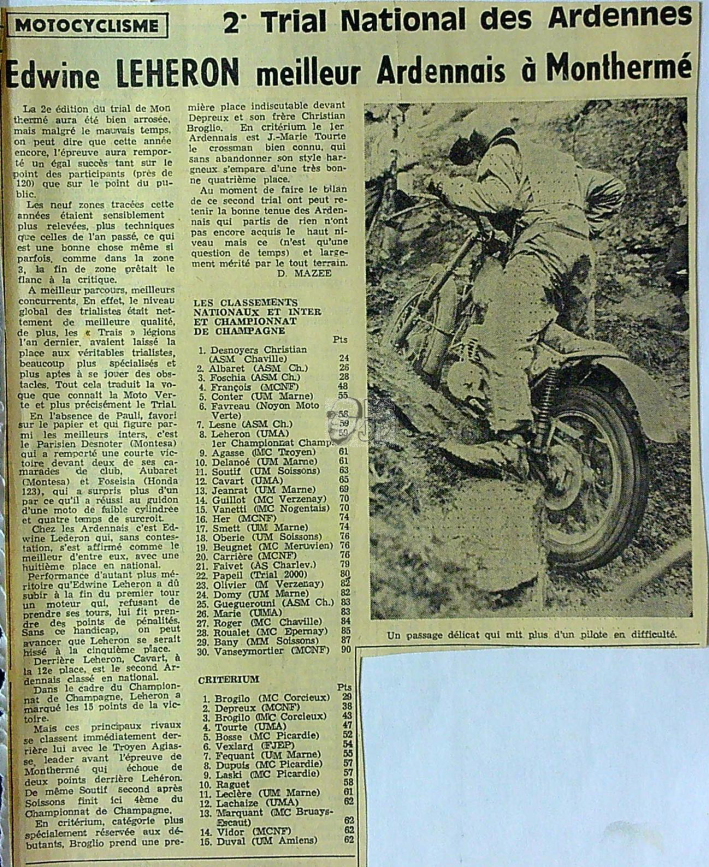 MOTOCYCLISME
2e Trial National des Ardennes
Edwine LEHERON meilleur Ardennais à Monthermé
La 2e édition du trial de Mon
thermé aura été bien arrosée,
mais malgré le mauvais temps,
on peut dire que cette année
encore, l'épreuve aura rempor-
té un égal succès tant sur le
point des participants (près de
120) que sur le point du pu-
blic.
Les neuf zones tracées cette
années étaient sensiblement
plus relevées, plus techniques
que celles de l'an passé, ce qui
est une bonne chose même si
parfois, comme dans la zone
3, la fin de zone prêtait le
flanc à la critique.
A meilleur parcours, meilleurs
concurrents. En effet, le niveau
global des trialistes était net-
tement de meilleure qualité,
de plus, les « Trais » légions
l'an dernier, avaient laissé la
place aux véritables trialistes,
beaucoup plus spécialisés et
plus aptes à se jouer des obs-
tacles. Tout cela traduit la vo-
que que connaît la Moto Ver-
te et plus précisément le Trial.
En l'absence de Paull, favori
sur le papier et qui figure par-
mi les meilleurs inters, c'est
le Parisien Desnoter (Montesa)
qui a remporté une courte vic-
toire devant deux de ses ca-
marades de club, Aubaret
(Montesa) et Foseisia (Honda
123), qui a surpris plus d'un
par ce qu'il a réussi au guidon
d'une moto de faible cylindrée
et quatre temps de surcroit.
Chez les Ardennais c'est Ed-
wine Lederon qui, sans contes-
tation, s'est affirmé comme le
meilleur d'entre eux, avec une
huitième place en national.
Performance d'autant plus mé-
ritoire qu'Edwine Leheron a dû
subir à la fin du premier tour
un moteur qui, refusant de
prendre ses tours, lui fit pren-
dre des points de pénalités.
Sans ce handicap, on peut
avancer que Leheron se serait
hissé à la cinquième place.
Derrière Leheron, Cavart, à
la 12e place, est le second Ar-
dennais classé en national.
Dans le cadre du Champion-
nat de Champagne, Leheron a
marqué les 15 points de la vic-
toire.
Mais ces principaux rivaux
se classent immédiatement der-
rière lui avec le Troyen Agias-
se, leader avant l'épreuve de
Monthermé qui échoue de
deux points derrière Lehéron.
De même Soutif second après
Soissons finit ici 4ème du
Championnat de Champagne.
En critérium, catégorie plus
spécialement réservée aux dé-
butants, Broglio prend une pre-
mière place indiscutable devant
Depreux et son frère Christian
Broglio. En critérium le 1er
Ardennais est J.-Marie Tourte
le crossman bien connu, qui
sans abandonner son style har-
gneux s'empare d'une très bon-
ne quatrième place.
Au moment de faire le bilan
de ce second trial ont peut re-
tenir la bonne tenue des Arden-
nais qui partis de rien n'ont
pas encore acquis le haut ni-
veau mais ce (n'est qu'une
question de temps) et large-
ment mérité par le tout terrain.
D. MAZEE
LES CLASSEMENTS
NATIONAUX ET INTER
ET CHAMPIONNAT
DE CHAMPAGNE
Pts
1. Desnoyers Christian
(ASM Chaville) 24
2. Albaret (ASM Ch.) 26
3. Foschia (ASM Ch.) 28
4. François (MCNF) 48
5. Conter (UM Marne) 55
6. Favreau (Noyon Moto
Verte) 58
7. Lesne (ASM Ch.) 59
8. Leheron (UMA) 59
1er Championzat Champ.
9. Agasse (MC Troyen) 61
10. Delanoé (UM Marne) 61
11. Soutif (UM Soissons) 63
12. Cavart (UMA) 65
13. Jeanrat (UM Marne) 69
14. Guillot (MC Verzenay) 70
15. Vanetti (MC Nogentais) 70
16. Her (MCNF) 74
17. Smett (UM Marne) 74
18. Oberie (UM Soissons) 76
19. Beugnet (MC Meruvien) 76
20. Carrière (MCNF) 76
21. Faivet (AS Charlev.) 79
22. Papeil (Trial 2000) 80
23. Olivier (M Verzenay) 82
24. Domy (UM Marne) 82
25. Gueguerouni (ASM Ch.) 83
26. Marie (UMA) 83
27. Roger (MC Chaville) 84
28. Roualet (MC Epernay) 85
29. Bany (MM Soissons) 87
30. Vanseymortier (MCNF) 90
CRITERIUM
Pts
1. Brogilo (MC Corcieux) 29
2. Depreux (MCNF) 38
3. Brogilo (MC Corcieux) 43
4. Tourte (UMA) 47
5. Bosse (MC Picardie) 52
6. Vexlard (FJEP) 54
7. Fequant (UM Marne) 55
8. Dupuis (MC Picardie) 57
9. Laski (MC Picardie) 57
10. Raguet 58
11. Leclère (UM Marne) 61
12. Lachaize (UMA) 62
13. Marquant (MC Bruays-
Escaut) 62
14. Vidor (MCNF) 62
15. Duval (UM Amiens) 62
Un passage délicat qui mit plus d'un pilote en difficulté.